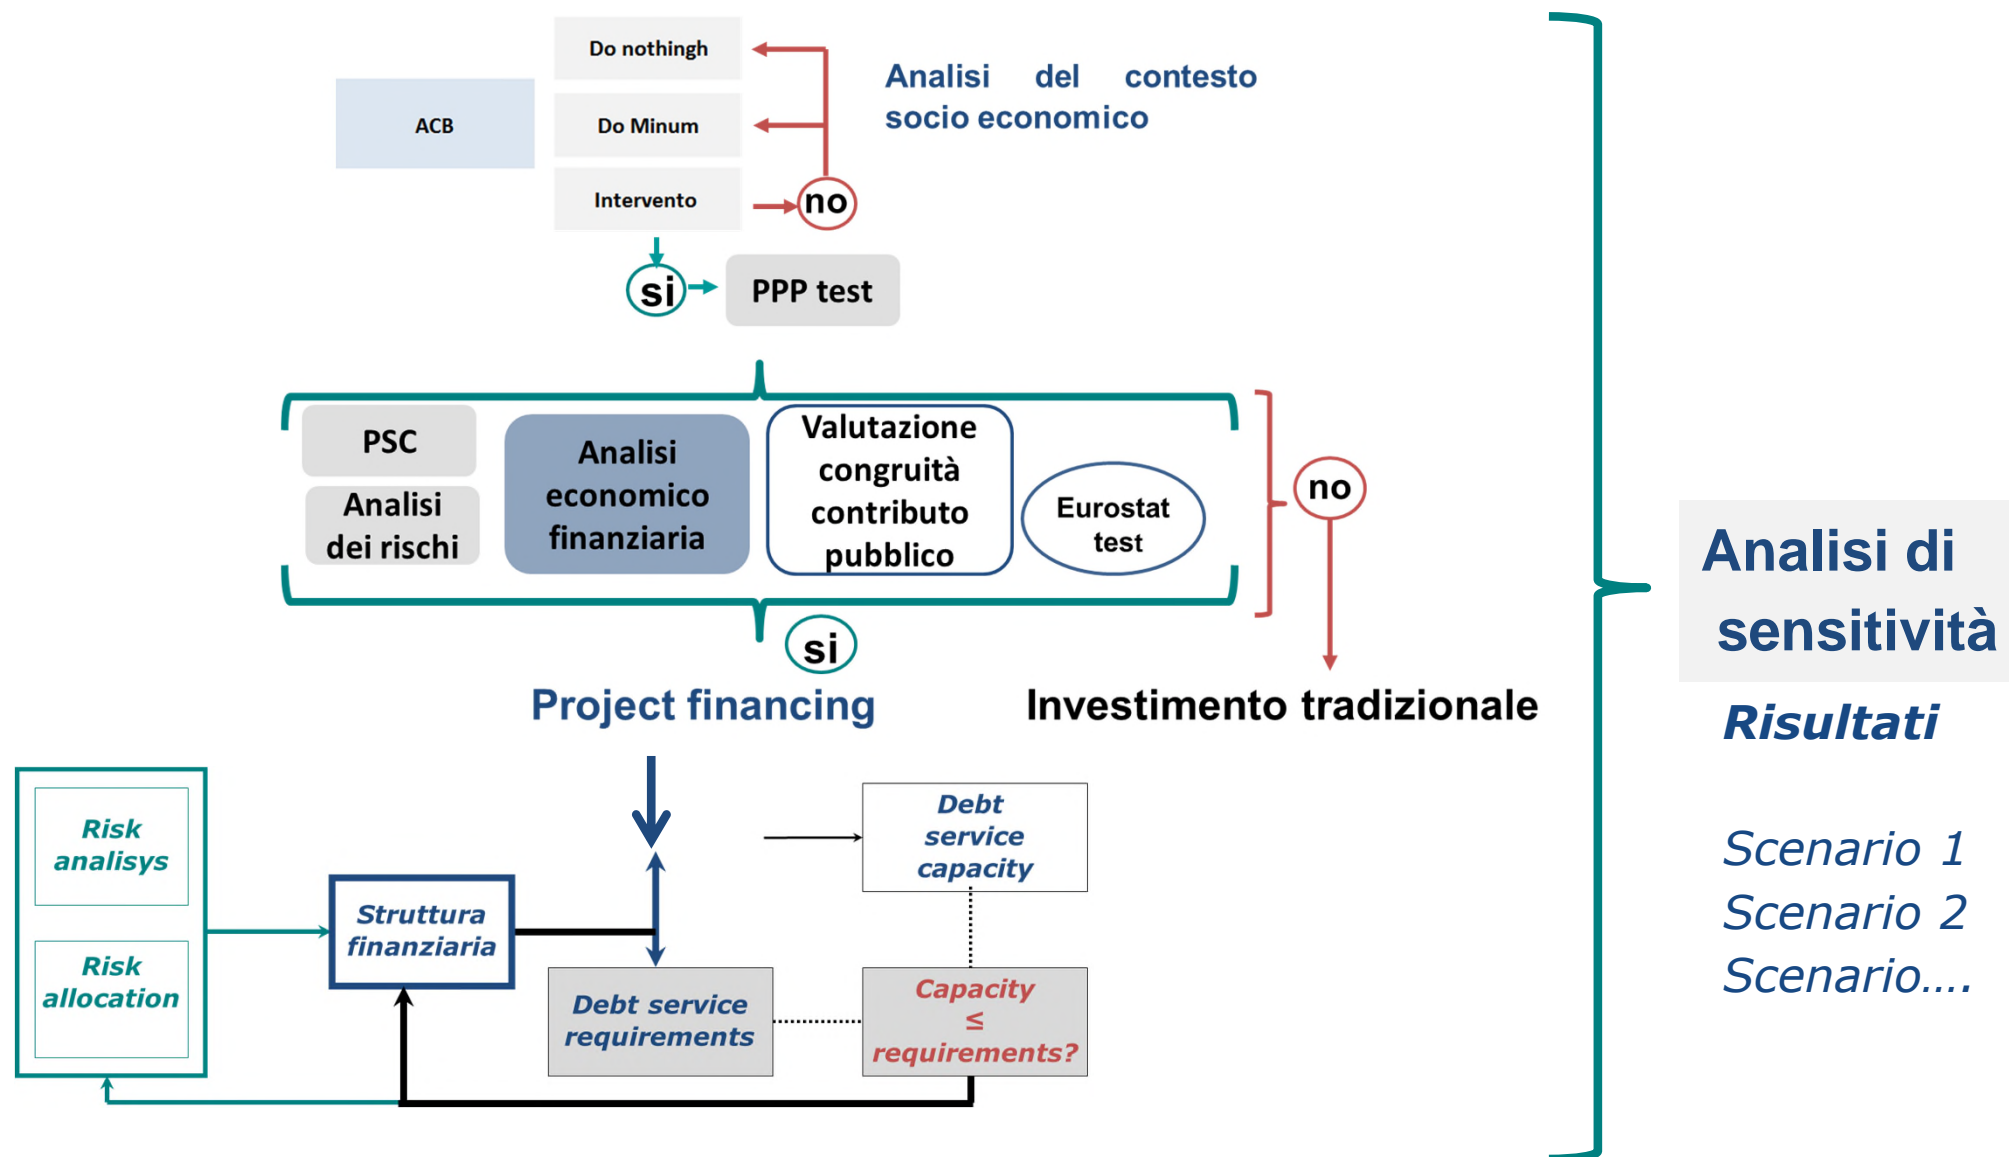 Do nothingh
Analisi del contesto
socio economico
ACB
Do Minum
Intervento
no
si
PPP test
PSC
Analisi
dei rischi
Analisi
economico
finanziaria
Valutazione
congruità
contributo
pubblico
Eurostat
test
no
si
Project financing
Investimento tradizionale
Risk
analisys
Risk
allocation
Struttura
finanziaria
Debt
service
capacity
Debt service
requirements
Capacity
≤
requirements?
Analisi di
sensitività
Risultati
Scenario 1
Scenario 2
Scenario....